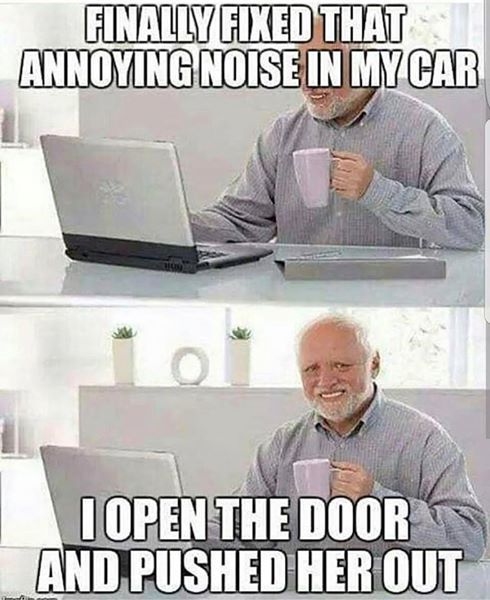 FINALLY FIXED THAT
ANNOYING NOISE IN MY CAR
I OPEN THE DOOR
AND PUSHED HER OUT